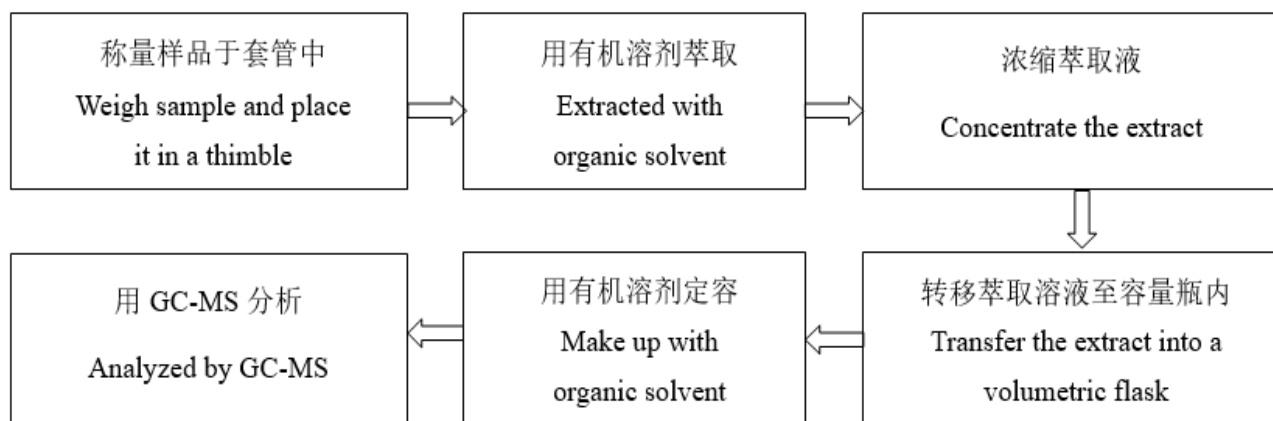 称量样品于套管中
Weigh sample and place
it in a thimble
用有机溶剂萃取
Extracted with
organic solvent
浓缩萃取液
Concentrate the extract
转移萃取溶液至容量瓶内
Transfer the extract into a
volumetric flask
用有机溶剂定容
Make up with
organic solvent
用 GC-MS 分析
Analyzed by GC-MS